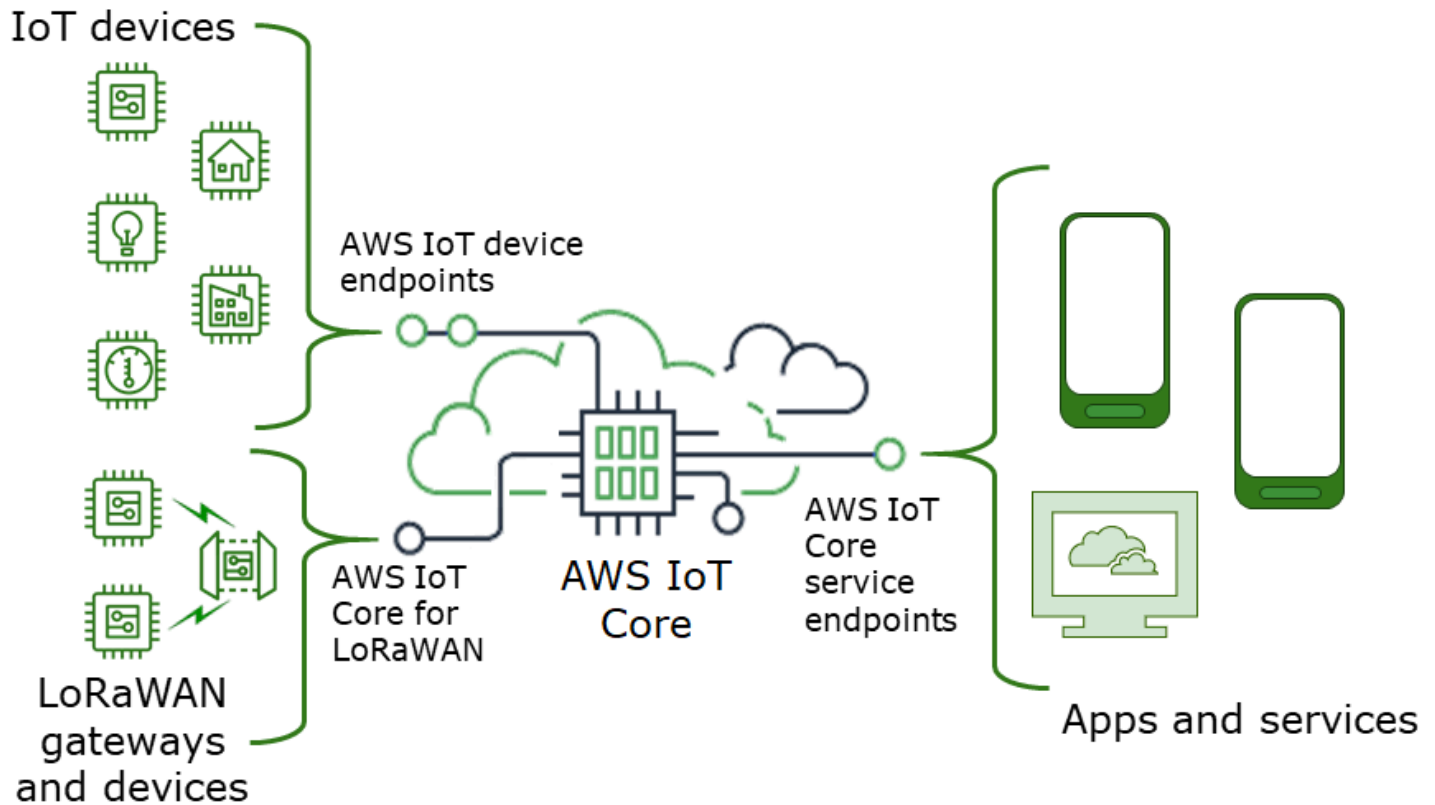 IoT devices
AWS IoT device
endpoints
AWS IoT
Core for
LoRaWAN
AWS IoT
Core
AWS IoT
Core
service
endpoints
LoRaWAN
gateways
and devices
Apps and services